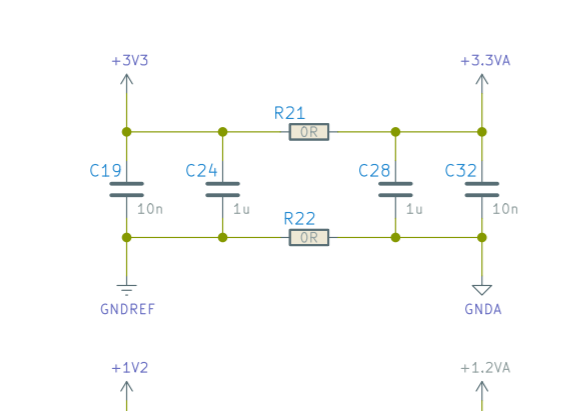 +3V3
+3.3VA
R21
0R
C19
C24
C28
C32
10n
1u
1u
10n
R22
0R
GNDREF
GNDA
+1V2
+1.2VA